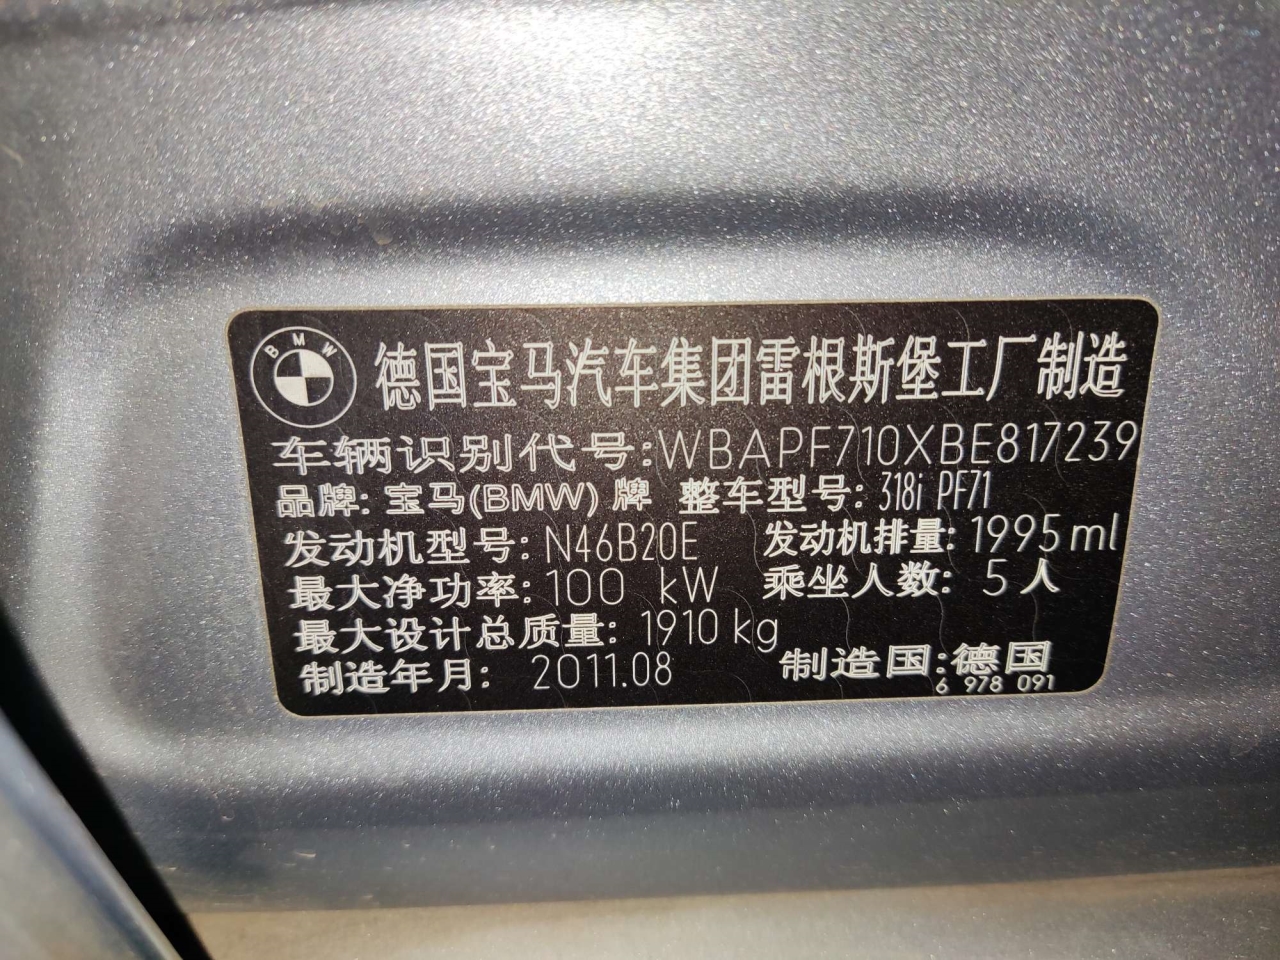 BMW 德国宝马汽车集团雷根斯堡工厂制造
车辆识别代号:WBAPF710XBE817239
品牌: 宝马(BMW) 牌 整车型号: 318i PF71
发动机型号: N46B20E 发动机排量: 1995 ml
最大净功率: 100 kW 乘坐人数: 5 人
最大设计总质量: 1910 kg
制造年月: 2011.08 制造国:德国
6 978 091